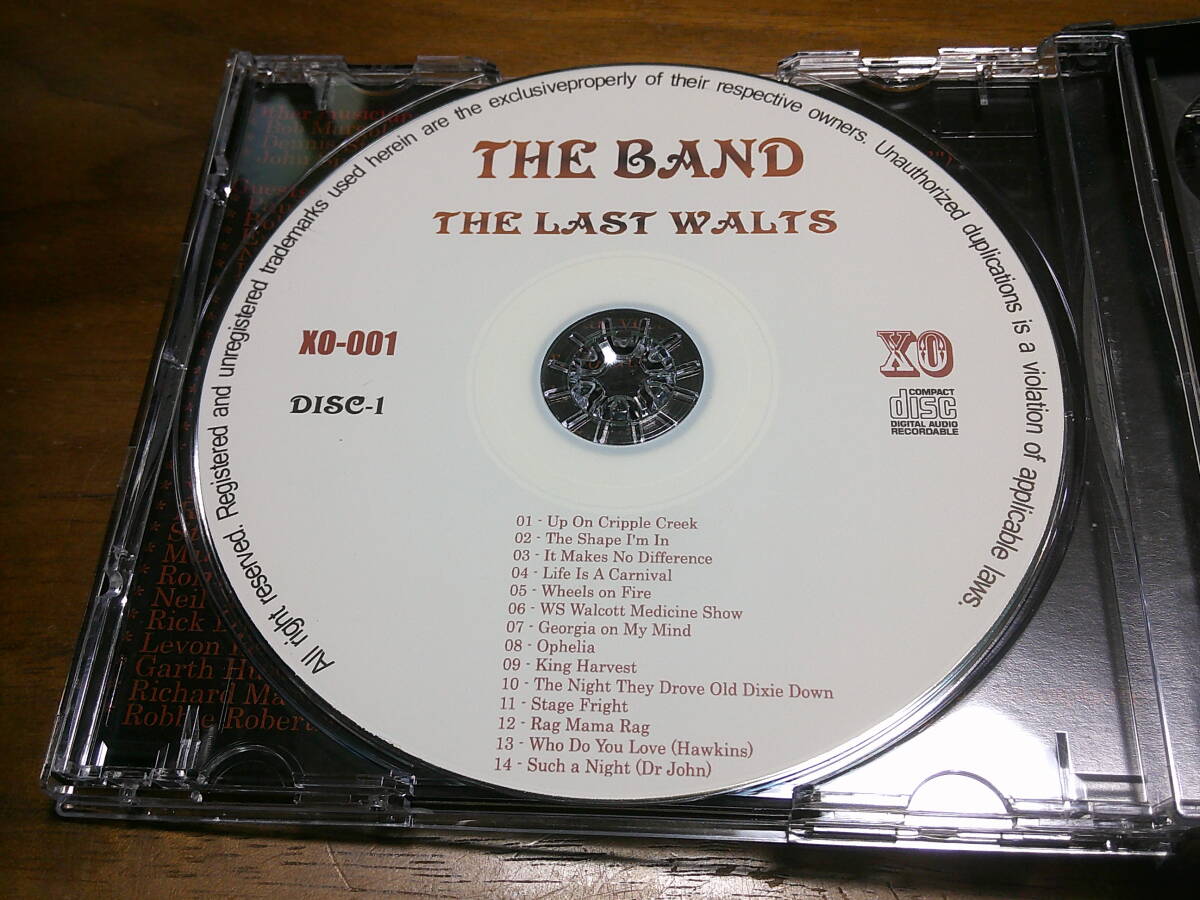 All right reserved. Registered and unregistered trademarks used herein are the exclusiveproperly of their respective owners. Unauthorized duplications is a violation of applicable laws.
THE BAND
THE LAST WALTS
XO-001
DISC-1
XO
COMPACT
disc
DIGITAL AUDIO
RECORDABLE
01 - Up On Cripple Creek
02 - The Shape I'm In
03 - It Makes No Difference
04 - Life Is A Carnival
05 - Wheels on Fire
06 - WS Walcott Medicine Show
07 - Georgia on My Mind
08 - Ophelia
09 - King Harvest
10 - The Night They Drove Old Dixie Down
11 - Stage Fright
12 - Rag Mama Rag
13 - Who Do You Love (Hawkins)
14 - Such a Night (Dr John)
* Neil
* Rick
* Levon
* Garth
Richard
* Robbie